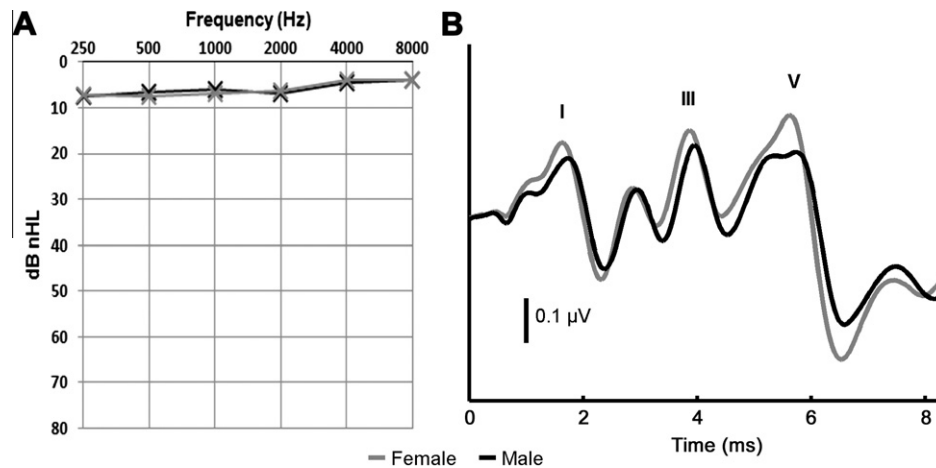 A
Frequency (Hz)
250 500 1000 2000 4000 8000
0
10
20
30
40
50
60
70
80
dB nHL
B
I III V
0.1 μV
0 2 4 6 8
Time (ms)
Female Male